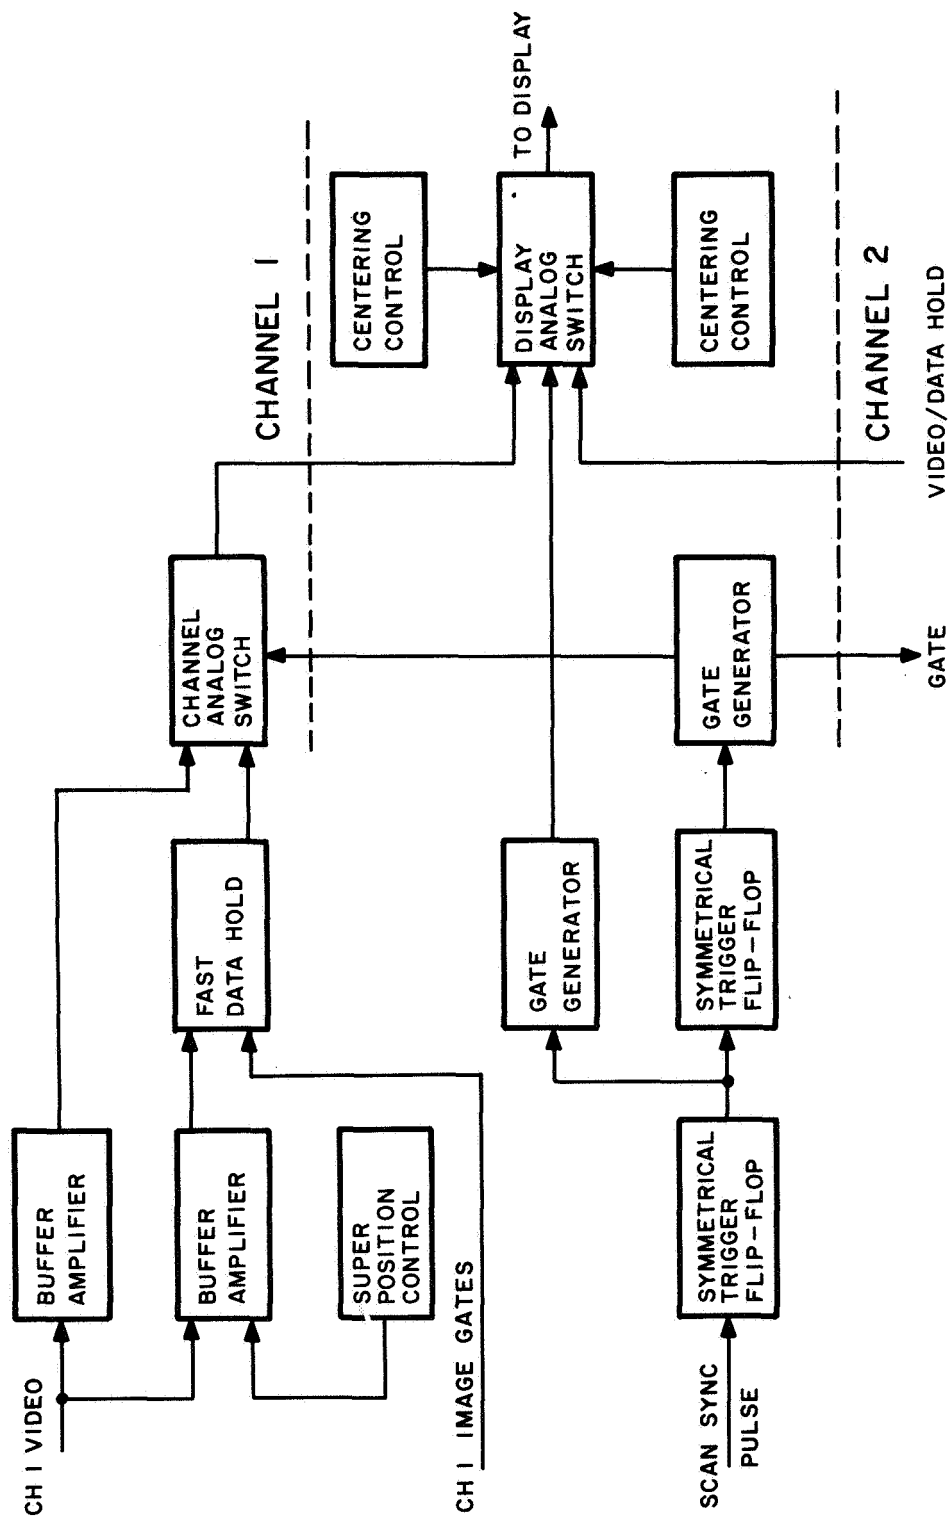 CH 1 VIDEO
BUFFER
AMPLIFIER
BUFFER
AMPLIFIER
SUPER
POSITION
CONTROL
CH 1 IMAGE GATES
FAST
DATA HOLD
CHANNEL
ANALOG
SWITCH
CHANNEL 1
CENTERING
CONTROL
DISPLAY
ANALOG
SWITCH
TO DISPLAY
CENTERING
CONTROL
GATE
GENERATOR
SCAN SYNC
PULSE
SYMMETRICAL
TRIGGER
FLIP-FLOP
SYMMETRICAL
TRIGGER
FLIP-FLOP
GATE
GENERATOR
CHANNEL 2
GATE
VIDEO/DATA HOLD